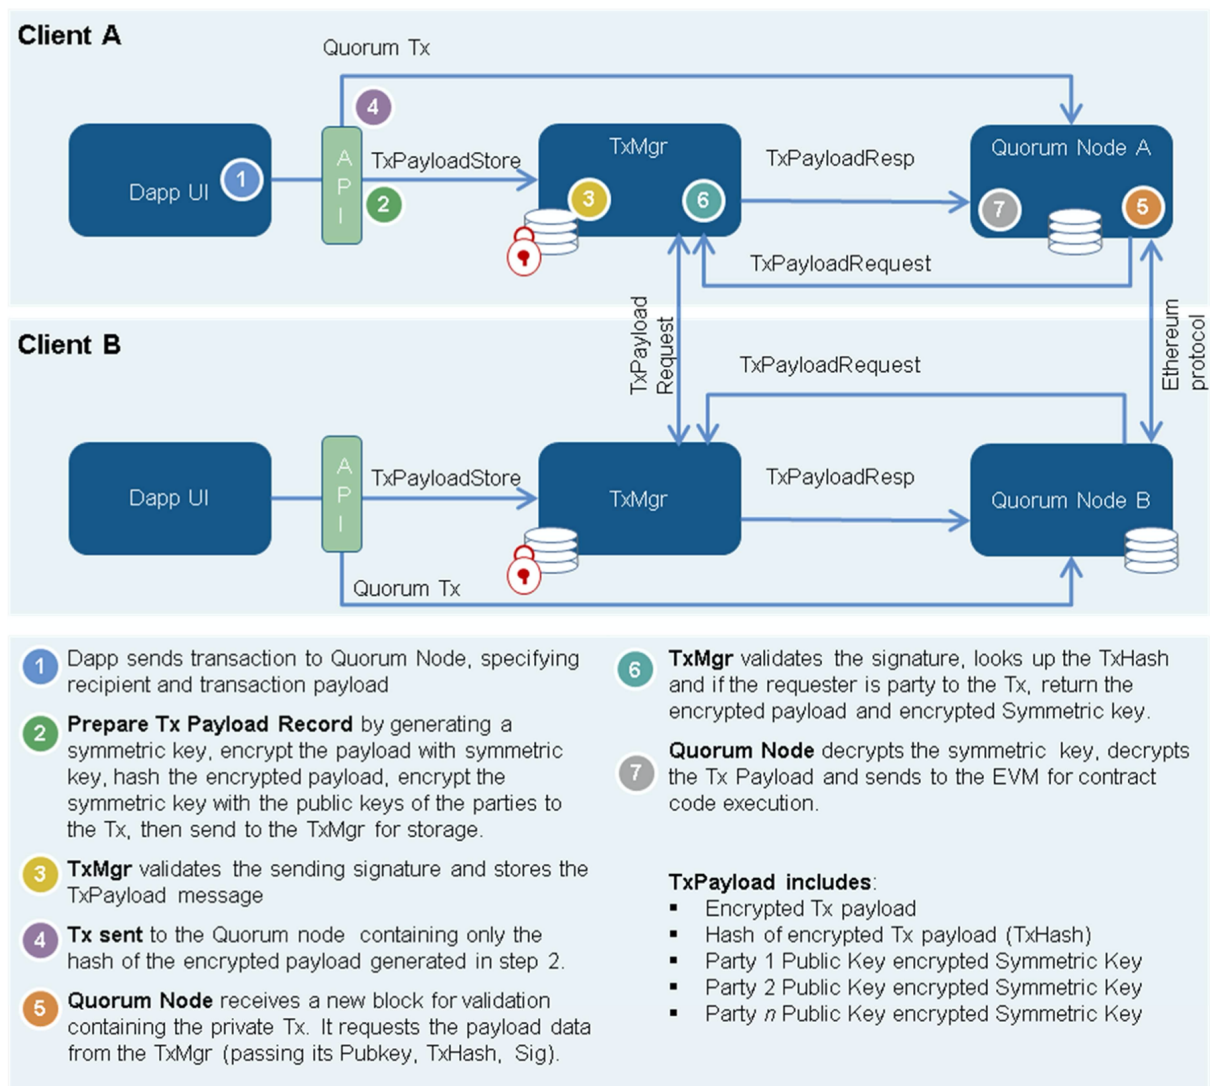 Client A
Quorum Tx
4
A
P
I
TxPayloadStore
2
Dapp UI
1
TxMgr
3
6
TxPayloadResp
Quorum Node A
7
5
TxPayloadRequest
TxPayload
Request
Ethereum
protocol
Client B
TxPayloadRequest
Dapp UI
A
P
I
TxPayloadStore
TxMgr
TxPayloadResp
Quorum Node B
Quorum Tx
1
Dapp sends transaction to Quorum Node, specifying
recipient and transaction payload
2
Prepare Tx Payload Record by generating a
symmetric key, encrypt the payload with symmetric
key, hash the encrypted payload, encrypt the
symmetric key with the public keys of the parties to
the Tx, then send to the TxMgr for storage.
3
TxMgr validates the sending signature and stores the
TxPayload message
4
Tx sent to the Quorum node containing only the
hash of the encrypted payload generated in step 2.
5
Quorum Node receives a new block for validation
containing the private Tx. It requests the payload data
from the TxMgr (passing its Pubkey, TxHash, Sig).
6
TxMgr validates the signature, looks up the TxHash
and if the requester is party to the Tx, return the
encrypted payload and encrypted Symmetric key.
7
Quorum Node decrypts the symmetric key, decrypts
the Tx Payload and sends to the EVM for contract
code execution.
TxPayload includes:
▪ Encrypted Tx payload
▪ Hash of encrypted Tx payload (TxHash)
▪ Party 1 Public Key encrypted Symmetric Key
▪ Party 2 Public Key encrypted Symmetric Key
▪ Party n Public Key encrypted Symmetric Key